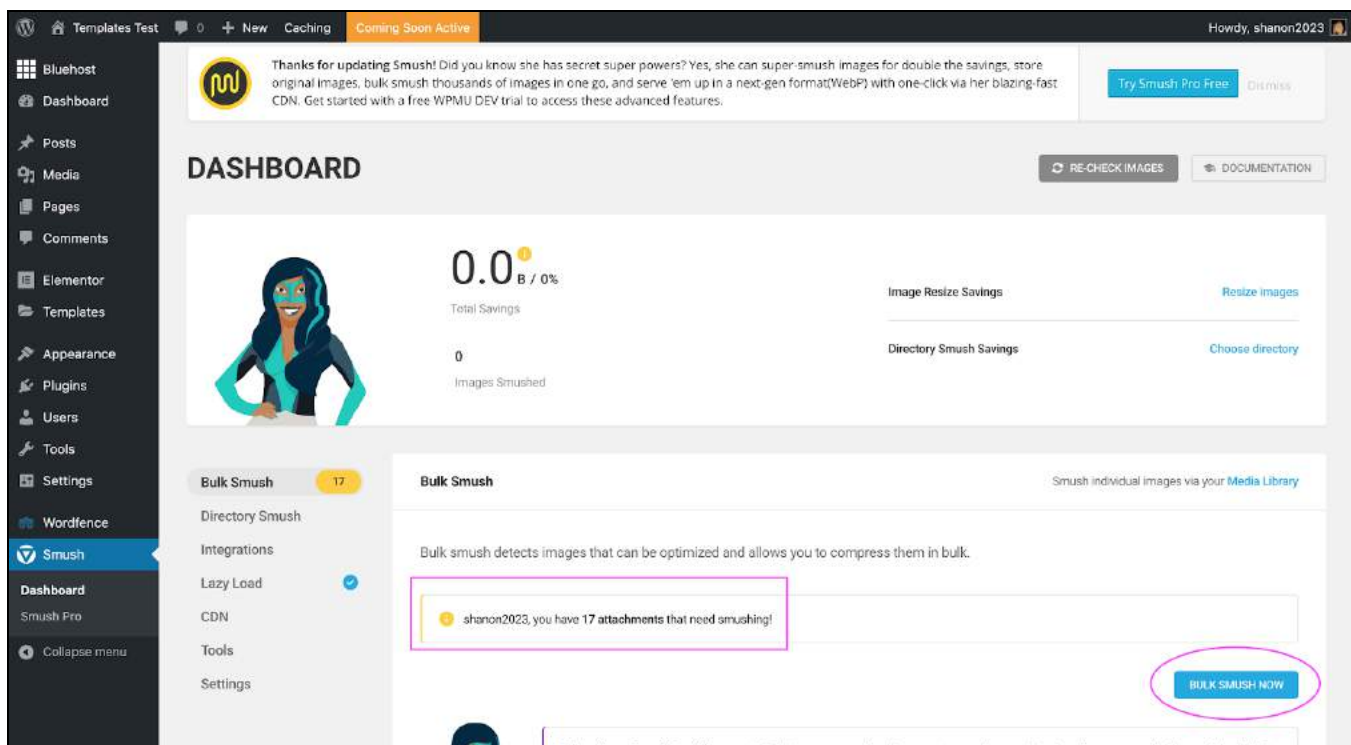 Templates Test 0 + New Caching Coming Soon Active Howdy, shanon2023
Bluehost
Dashboard
Posts
Media
Pages
Comments
Elementor
Templates
Appearance
Plugins
Users
Tools
Settings
Wordfence
Smush
Dashboard
Smush Pro
Collapse menu
Thanks for updating Smush! Did you know she has secret super powers? Yes, she can super-smush images for double the savings, store
original images, bulk smush thousands of images in one go, and serve 'em up in a next-gen format(WebP) with one-click via her blazing-fast
CDN. Get started with a free WPMU DEV trial to access these advanced features.
Try Smush Pro Free Dismiss
DASHBOARD
RE-CHECK IMAGES DOCUMENTATION
0.0 B / 0%
Total Savings
0
Images Smushed
Image Resize Savings Resize images
Directory Smush Savings Choose directory
Bulk Smush 17
Directory Smush
Integrations
Lazy Load
CDN
Tools
Settings
Bulk Smush Smush individual images via your Media Library
Bulk smush detects images that can be optimized and allows you to compress them in bulk.
shanon2023, you have 17 attachments that need smushing!
BULK SMUSH NOW